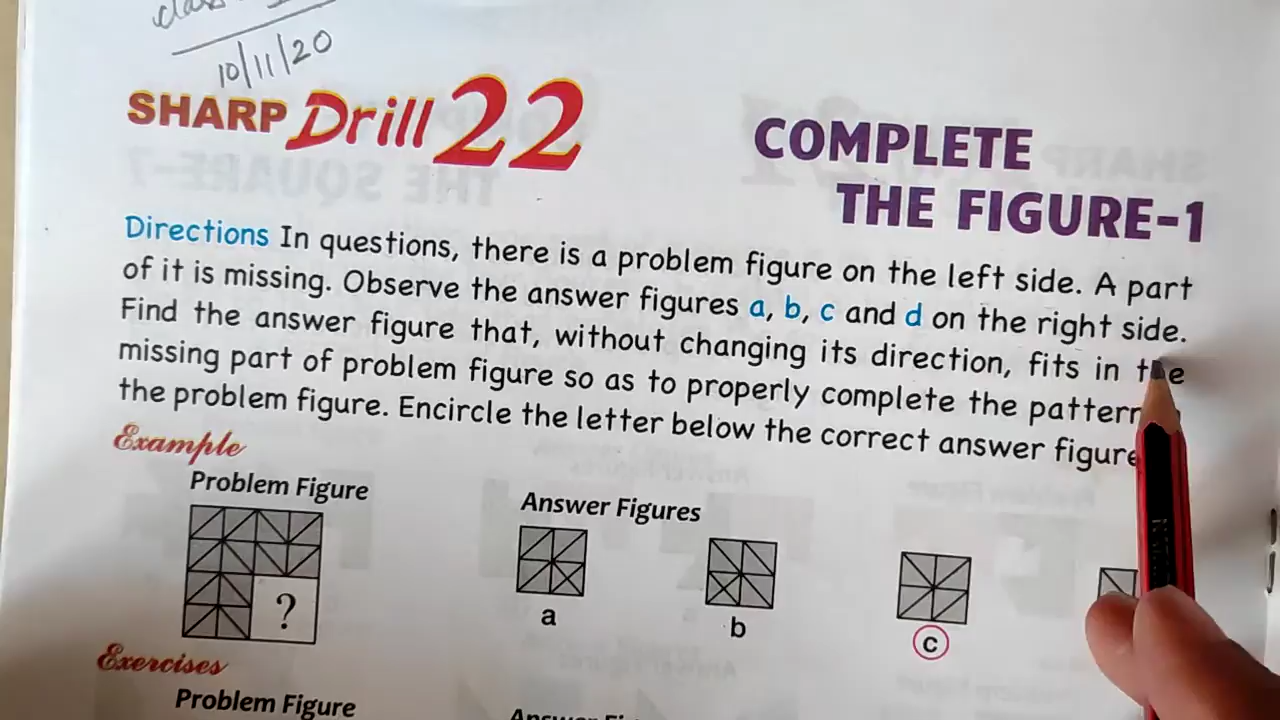 class
10/11/20
SHARP Drill 22
COMPLETE
THE FIGURE-1
Directions In questions, there is a problem figure on the left side. A part
of it is missing. Observe the answer figures a, b, c and d on the right side.
Find the answer figure that, without changing its direction, fits in the
missing part of problem figure so as to properly complete the pattern
the problem figure. Encircle the letter below the correct answer figure
Example
Problem Figure
Answer Figures
?
a
b
c
Exercises
Problem Figure